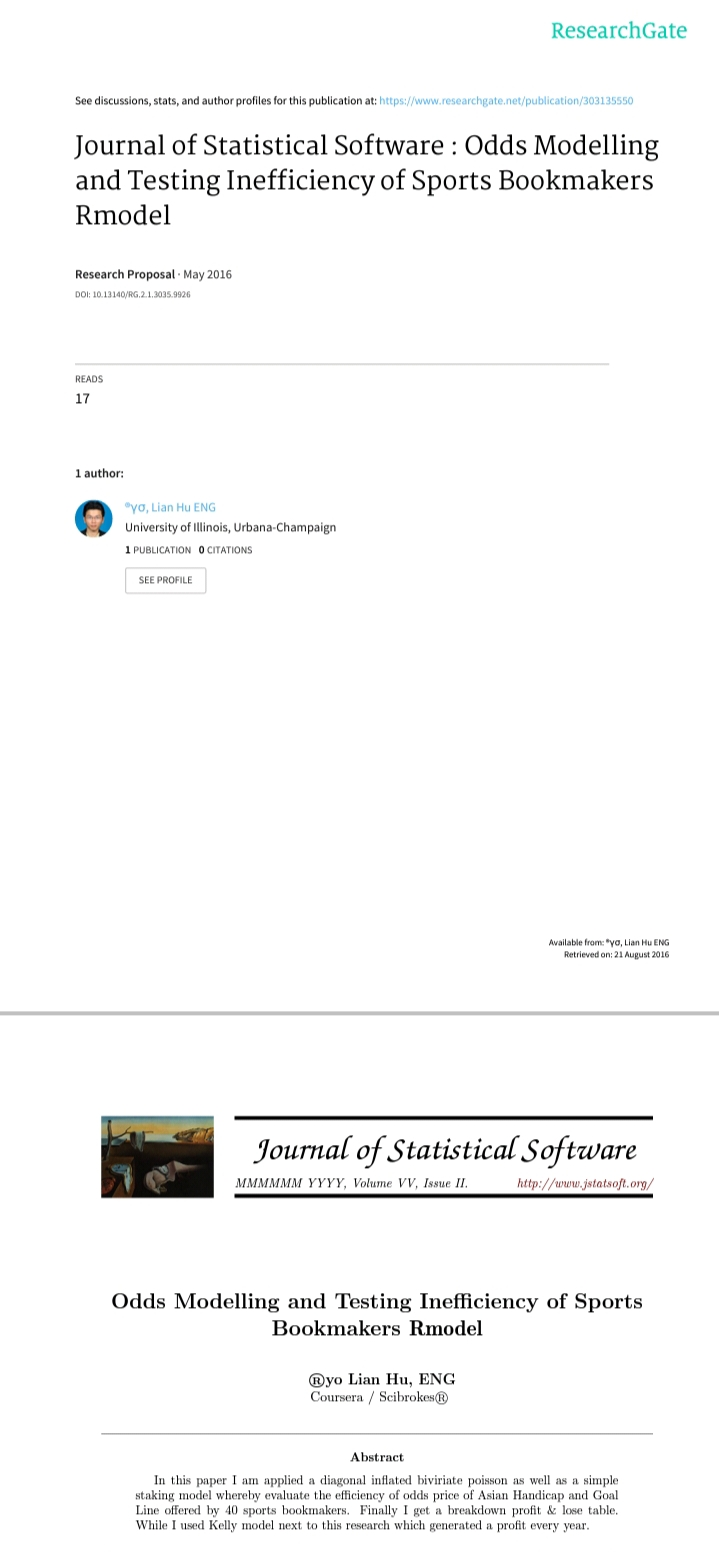 ResearchGate
See discussions, stats, and author profiles for this publication at: https://www.researchgate.net/publication/303135550
Journal of Statistical Software : Odds Modelling
and Testing Inefficiency of Sports Bookmakers
Rmodel
Research Proposal · May 2016
DOI: 10.13140/RG.2.1.3035.9926
READS
17
1 author:
®γσ, Lian Hu ENG
University of Illinois, Urbana-Champaign
1 PUBLICATION 0 CITATIONS
SEE PROFILE
Available from: ®γσ, Lian Hu ENG
Retrieved on: 21 August 2016
Journal of Statistical Software
MMMMMM YYYY, Volume VV, Issue II. http://www.jstatsoft.org/
Odds Modelling and Testing Inefficiency of Sports
Bookmakers Rmodel
®yo Lian Hu, ENG
Coursera / Scibrokes®
Abstract
In this paper I am applied a diagonal inflated biviriate poisson as well as a simple
staking model whereby evaluate the efficiency of odds price of Asian Handicap and Goal
Line offered by 40 sports bookmakers. Finally I get a breakdown profit & lose table.
While I used Kelly model next to this research which generated a profit every year.